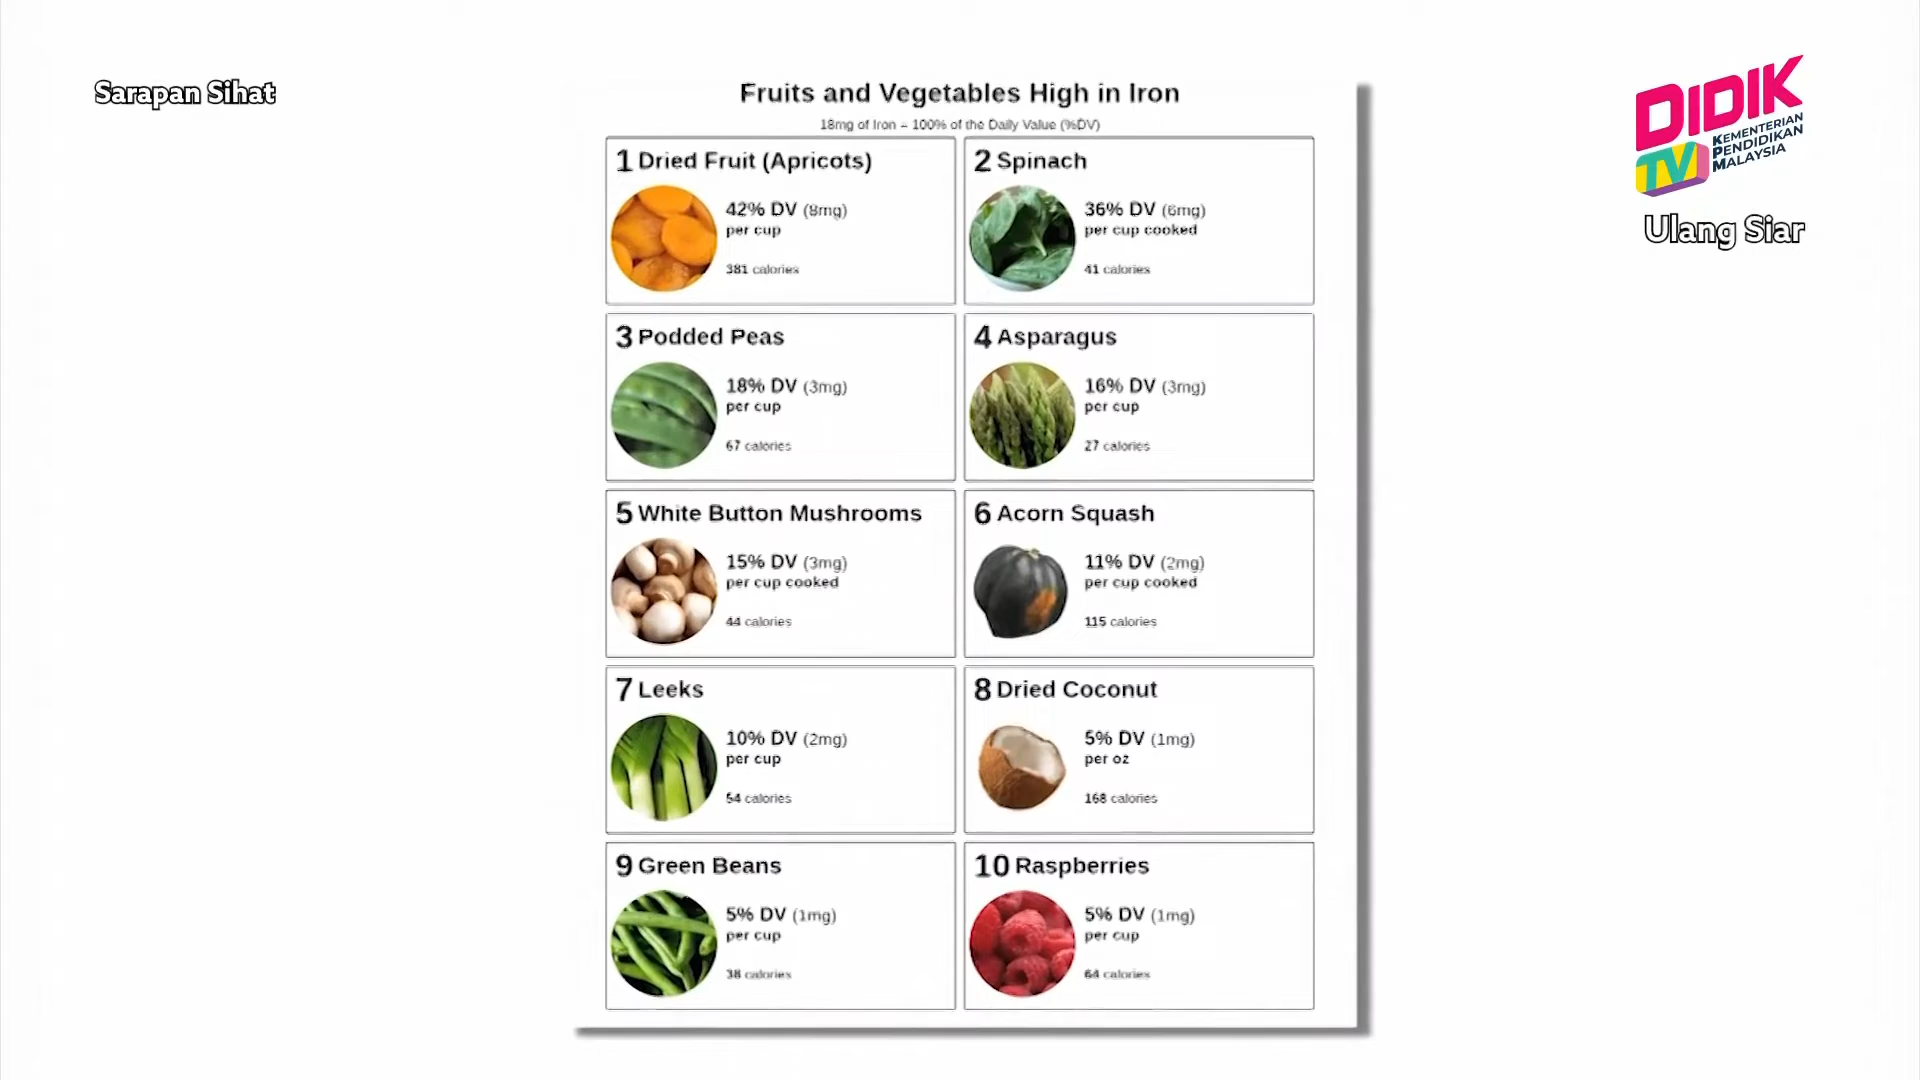 Sarapan Sihat
Fruits and Vegetables High in Iron
18mg of Iron = 100% of the Daily Value (%DV)
1 Dried Fruit (Apricots)
42% DV (8mg)
per cup
381 calories
2 Spinach
36% DV (6mg)
per cup cooked
41 calories
3 Podded Peas
18% DV (3mg)
per cup
67 calories
4 Asparagus
16% DV (3mg)
per cup
27 calories
5 White Button Mushrooms
15% DV (3mg)
per cup cooked
44 calories
6 Acorn Squash
11% DV (2mg)
per cup cooked
115 calories
7 Leeks
10% DV (2mg)
per cup
54 calories
8 Dried Coconut
5% DV (1mg)
per oz
168 calories
9 Green Beans
5% DV (1mg)
per cup
38 calories
10 Raspberries
5% DV (1mg)
per cup
64 calories
DIDIK
TV
KEMENTERIAN
PENDIDIKAN
MALAYSIA
Ulang Siar